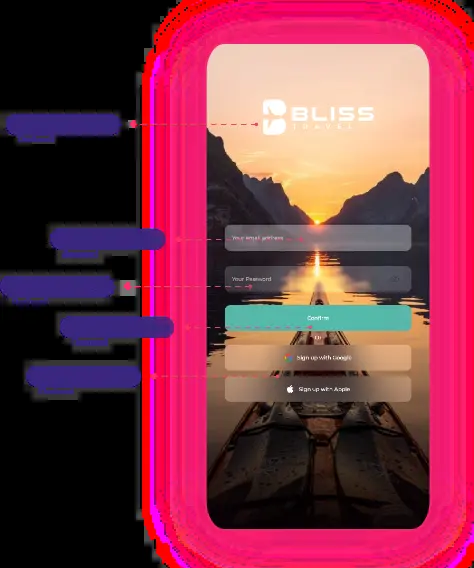 BLISS
TRAVEL
Your email address
Your Password
Confirm
Sign up with Google
Sign up with Apple